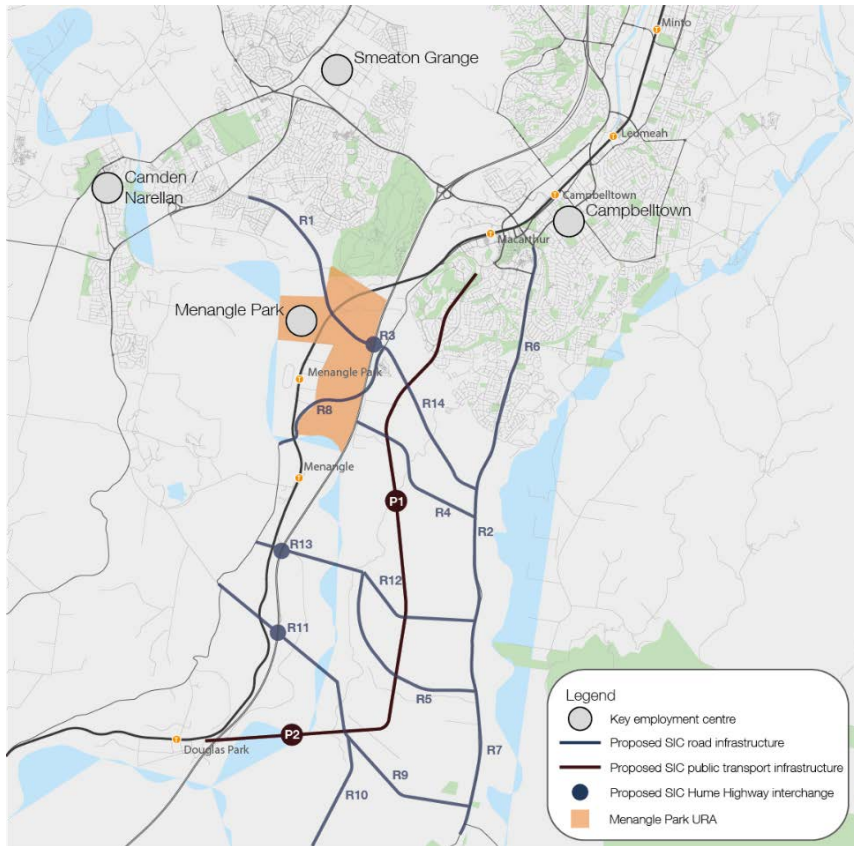 Minto
Smeaton Grange
Leumeah
Camden /
Narellan
Campbelltown
Campbelltown
R1
Macarthur
Menangle Park
R3
R6
Menangle Park
R14
R8
Menangle
P1
R4
R2
R13
R12
R11
R5
Legend
Key employment centre
P2
Douglas Park
R7
Proposed SIC road infrastructure
R9
Proposed SIC public transport infrastructure
R10
Proposed SIC Hume Highway interchange
Menangle Park URA